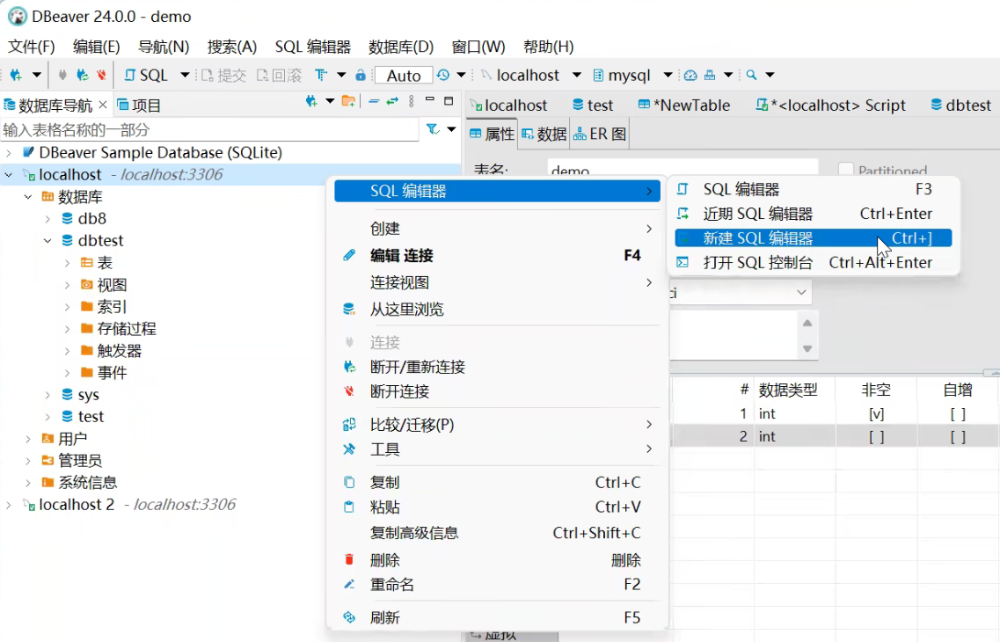 DBeaver 24.0.0 - demo
文件(F) 编辑(E) 导航(N) 搜索(A) SQL 编辑器 数据库(D) 窗口(W) 帮助(H)
SQL 提交 回滚 Auto localhost mysql
数据库导航 项目
输入表格名称的一部分
DBeaver Sample Database (SQLite)
localhost - localhost:3306
数据库
db8
dbtest
表
视图
索引
存储过程
触发器
事件
sys
test
用户
管理员
系统信息
localhost 2 - localhost:3306
localhost test *NewTable *<localhost> Script dbtest
属性 数据 ER 图
表名: demo Partitioned
SQL 编辑器
创建
编辑 连接 F4
连接视图
从这里浏览
连接
断开/重新连接
断开连接
比较/迁移(P)
工具
复制 Ctrl+C
粘贴 Ctrl+V
复制高级信息 Ctrl+Shift+C
删除 删除
重命名 F2
刷新 F5
SQL 编辑器 F3
近期 SQL 编辑器 Ctrl+Enter
新建 SQL 编辑器 Ctrl+]
打开 SQL 控制台 Ctrl+Alt+Enter
ci
# 数据类型 非空 自增
1 int [v] [ ]
2 int [ ] [ ]
虚拟